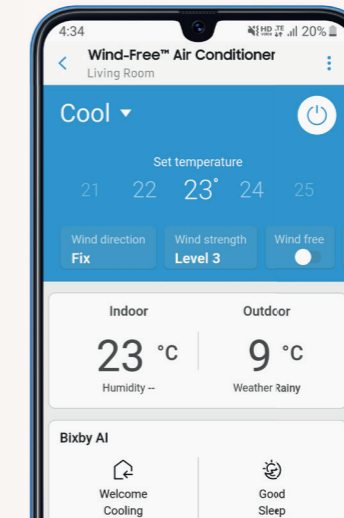 4:34 20%
Wind-Free™ Air Conditioner
Living Room
Cool
Set temperature
21 22 23° 24 25
Wind direction Wind strength Wind free
Fix Level 3
Indoor Outdoor
23 °C 9 °C
Humidity -- Weather Rainy
Bixby AI
Welcome Good
Cooling Sleep